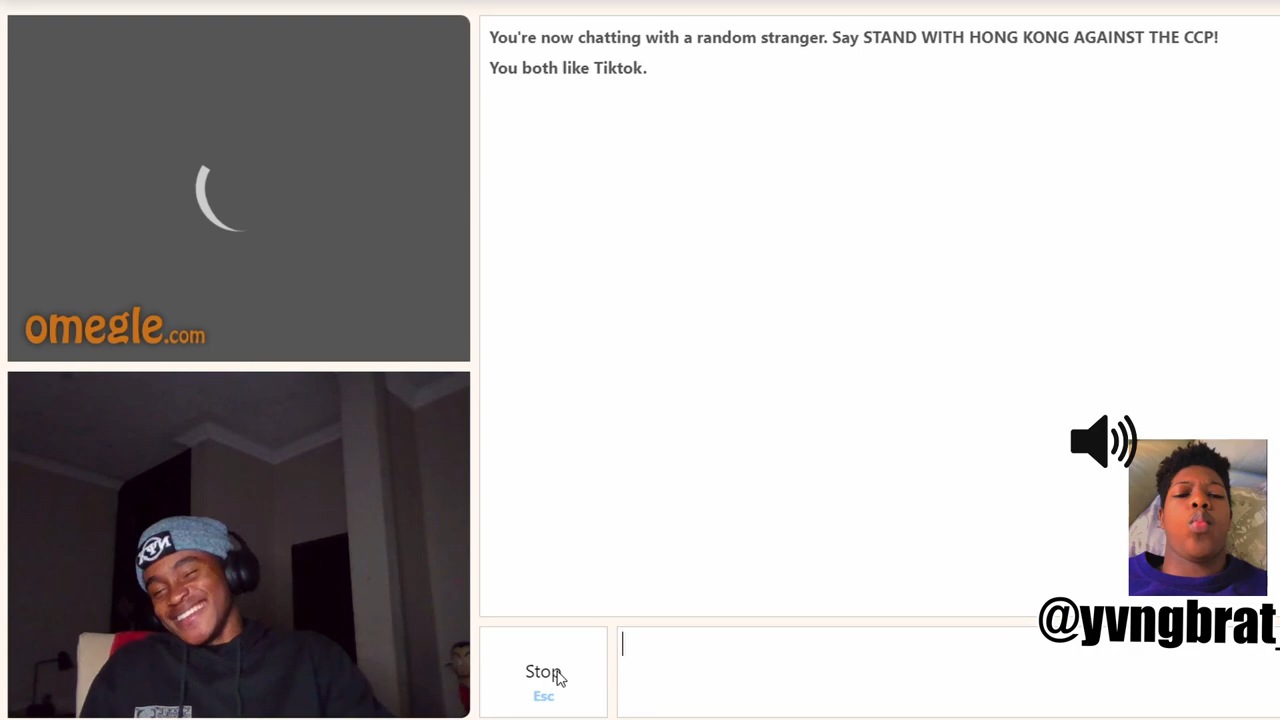 You're now chatting with a random stranger. Say STAND WITH HONG KONG AGAINST THE CCP!
You both like Tiktok.
omegle.com
@yvngbrat_
Stop
Esc